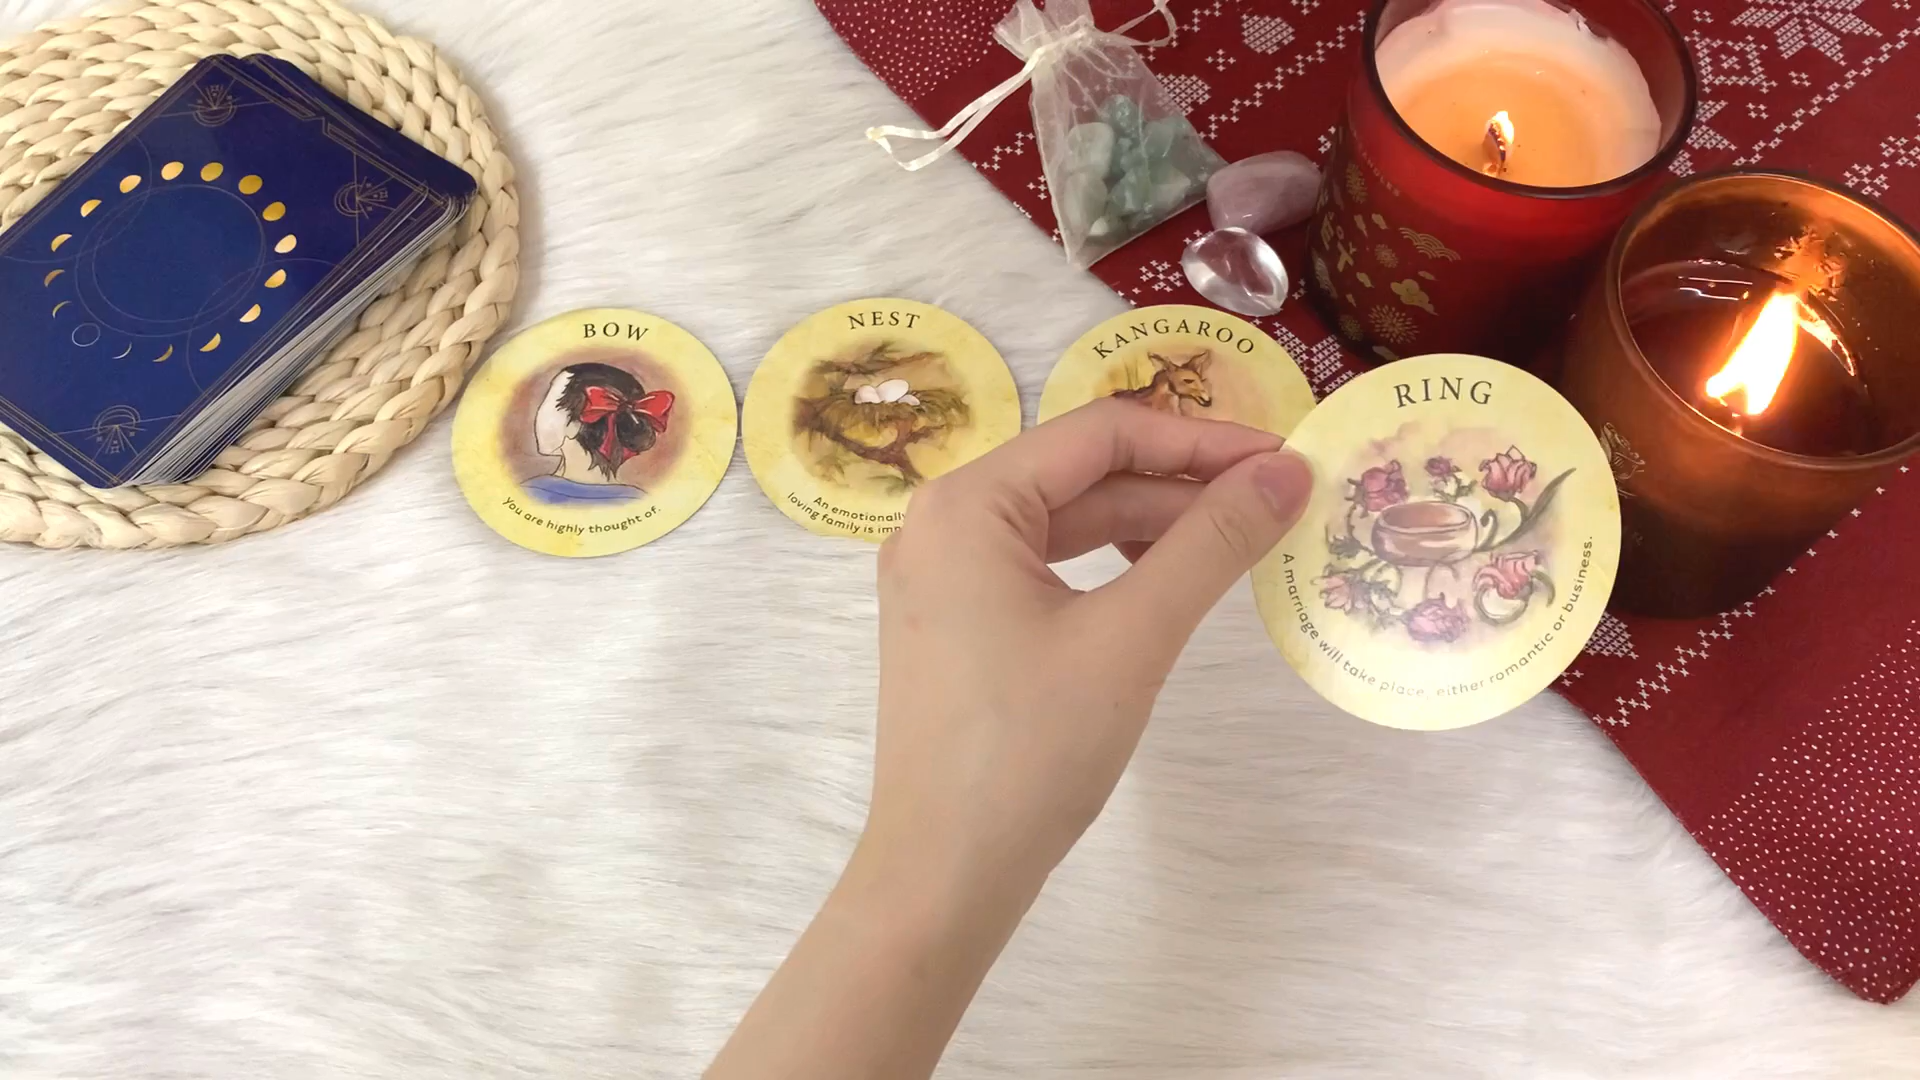 BOW
You are highly thought of.
NEST
An emotionally
loving family is
KANGAROO
RING
A marriage will take place, either romantic or business.